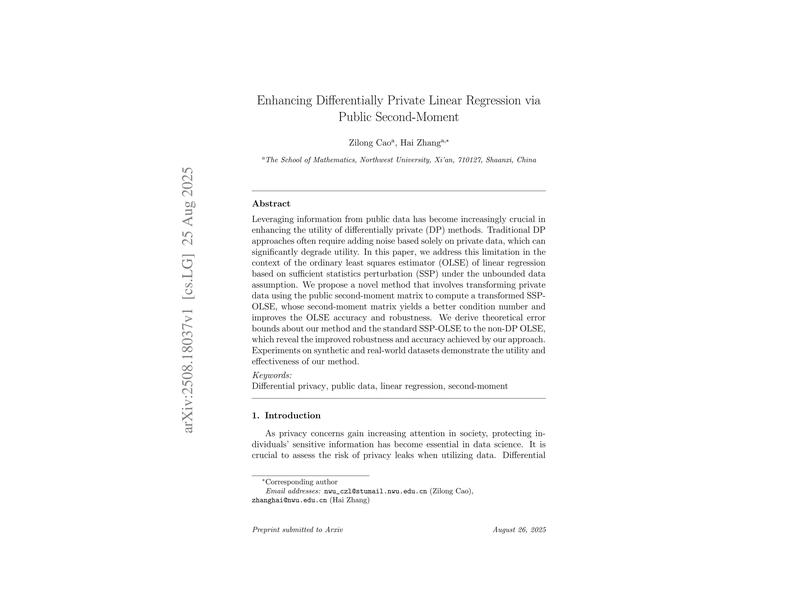 Enhancing Differentially Private Linear Regression via
Public Second-Moment
Zilong Caoᵃ, Hai Zhangᵃ,*
ᵃThe School of Mathematics, Northwest University, Xi'an, 710127, Shaanxi, China
Abstract
Leveraging information from public data has become increasingly crucial in
enhancing the utility of differentially private (DP) methods. Traditional DP
approaches often require adding noise based solely on private data, which can
significantly degrade utility. In this paper, we address this limitation in the
context of the ordinary least squares estimator (OLSE) of linear regression
based on sufficient statistics perturbation (SSP) under the unbounded data
assumption. We propose a novel method that involves transforming private
data using the public second-moment matrix to compute a transformed SSP-
OLSE, whose second-moment matrix yields a better condition number and
improves the OLSE accuracy and robustness. We derive theoretical error
bounds about our method and the standard SSP-OLSE to the non-DP OLSE,
which reveal the improved robustness and accuracy achieved by our approach.
Experiments on synthetic and real-world datasets demonstrate the utility and
effectiveness of our method.
Keywords:
Differential privacy, public data, linear regression, second-moment
1. Introduction
As privacy concerns gain increasing attention in society, protecting in-
dividuals' sensitive information has become essential in data science. It is
crucial to assess the risk of privacy leaks when utilizing data. Differential
*Corresponding author
Email addresses: nwu_czl@stumail.nwu.edu.cn (Zilong Cao),
zhanghai@nwu.edu.cn (Hai Zhang)
Preprint submitted to Arxiv August 26, 2025
arXiv:2508.18037v1 [cs.LG] 25 Aug 2025